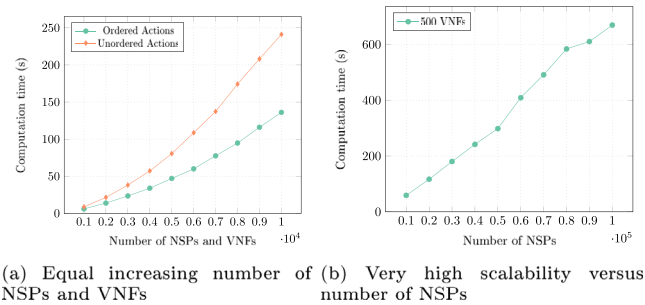 250
200
150
100
50
0
Computation time (s)
Ordered Actions
Unordered Actions
0.1 0.2 0.3 0.4 0.5 0.6 0.7 0.8 0.9 1
·10⁴
Number of NSPs and VNFs
(a) Equal increasing number of
NSPs and VNFs
600
400
200
0
Computation time (s)
500 VNFs
0.1 0.2 0.3 0.4 0.5 0.6 0.7 0.8 0.9 1
·10⁵
Number of NSPs
(b) Very high scalability versus
number of NSPs